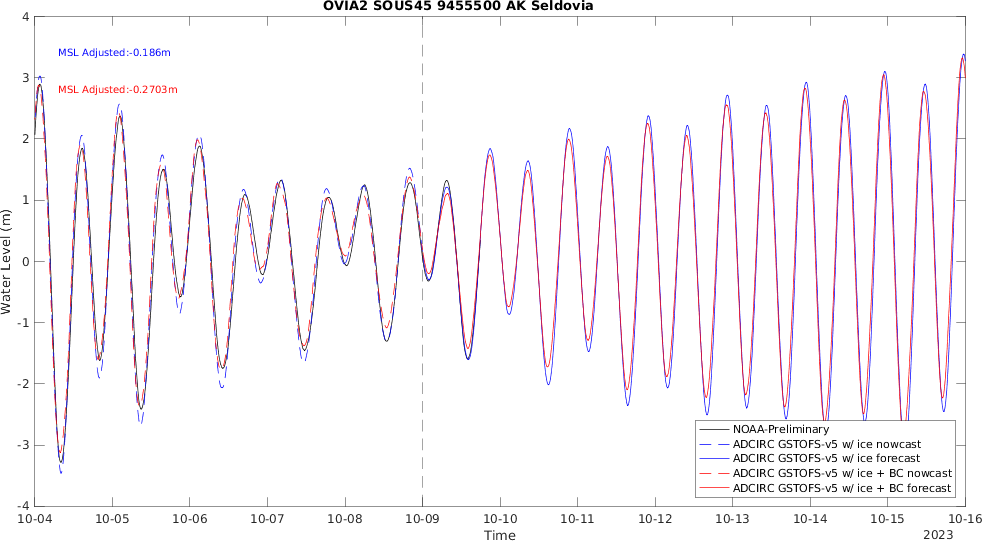 OVIA2 SOUS45 9455500 AK Seldovia
MSL Adjusted:-0.186m
MSL Adjusted:-0.2703m
Water Level (m)
4
3
2
1
0
-1
-2
-3
-4
NOAA-Preliminary
ADCIRC GSTOFS-v5 w/ ice nowcast
ADCIRC GSTOFS-v5 w/ ice forecast
ADCIRC GSTOFS-v5 w/ ice + BC nowcast
ADCIRC GSTOFS-v5 w/ ice + BC forecast
10-04 10-05 10-06 10-07 10-08 10-09 10-10 10-11 10-12 10-13 10-14 10-15 10-16
Time
2023